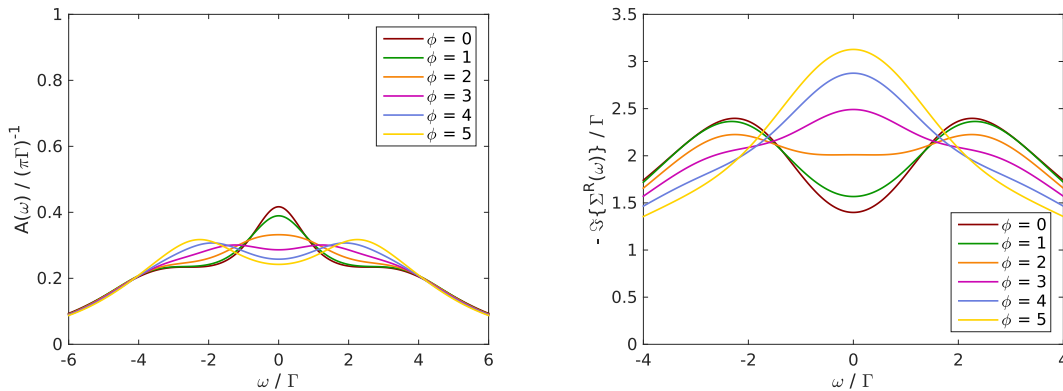 A(ω) / (πΓ)⁻¹
1
0.8
0.6
0.4
0.2
0
-6
-4
-2
0
2
4
6
ω / Γ
ϕ = 0
ϕ = 1
ϕ = 2
ϕ = 3
ϕ = 4
ϕ = 5
- ℑ{Σᴿ(ω)} / Γ
3.5
3
2.5
2
1.5
1
0.5
0
-4
-2
0
2
4
ω / Γ
ϕ = 0
ϕ = 1
ϕ = 2
ϕ = 3
ϕ = 4
ϕ = 5